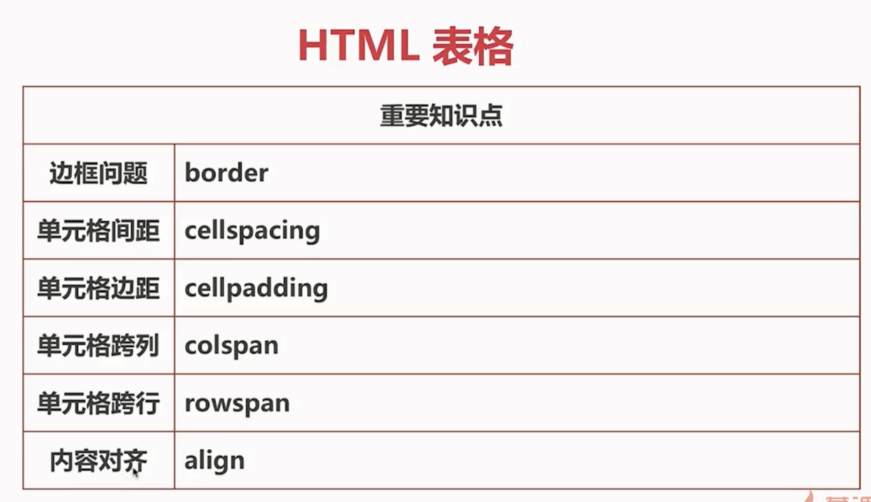 HTML 表格
重要知识点
边框问题 border
单元格间距 cellspacing
单元格边距 cellpadding
单元格跨列 colspan
单元格跨行 rowspan
内容对齐 align